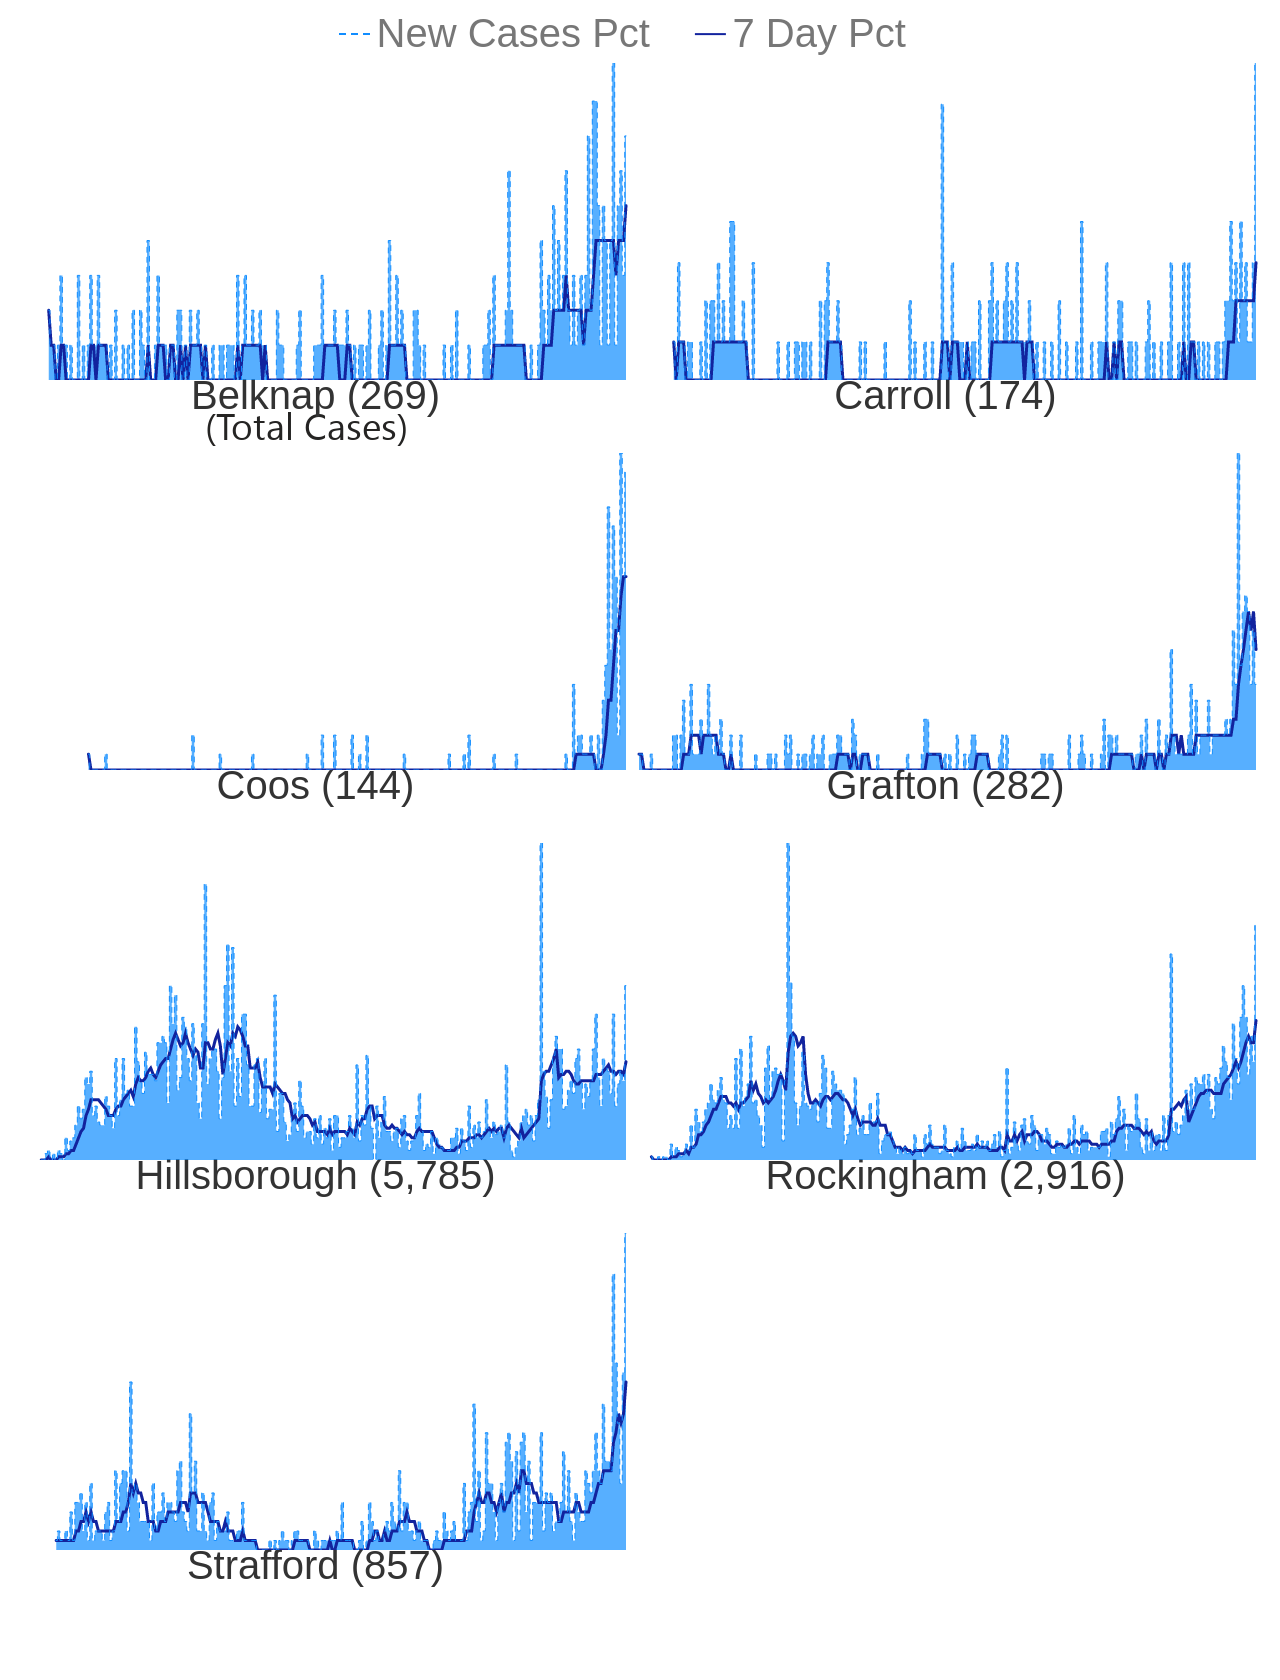 New Cases Pct 7 Day Pct
Belknap (269) Carroll (174)
(Total Cases)
Coos (144) Grafton (282)
Hillsborough (5,785) Rockingham (2,916)
Strafford (857)